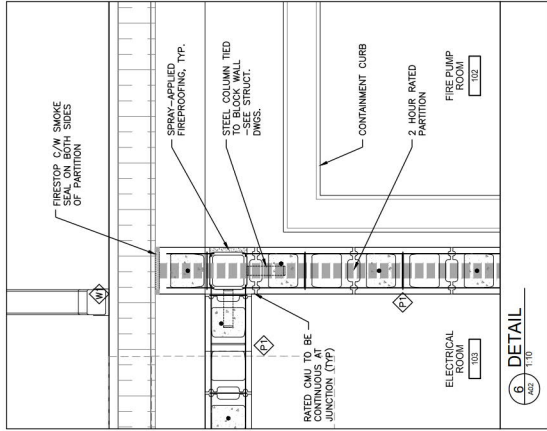 FIRESTOP C/W SMOKE
SEAL ON BOTH SIDES
OF PARTITION
SPRAY-APPLIED
FIREPROOFING, TYP.
STEEL COLUMN TIED
TO BLOCK WALL
-SEE STRUCT.
DWGS.
CONTAINMENT CURB
2 HOUR RATED
PARTITION
FIRE PUMP
ROOM
102
W
P1
P1
RATED CMU TO BE
CONTINUOUS AT
JUNCTION (TYP)
ELECTRICAL
ROOM
103
6
A02
DETAIL
1:10